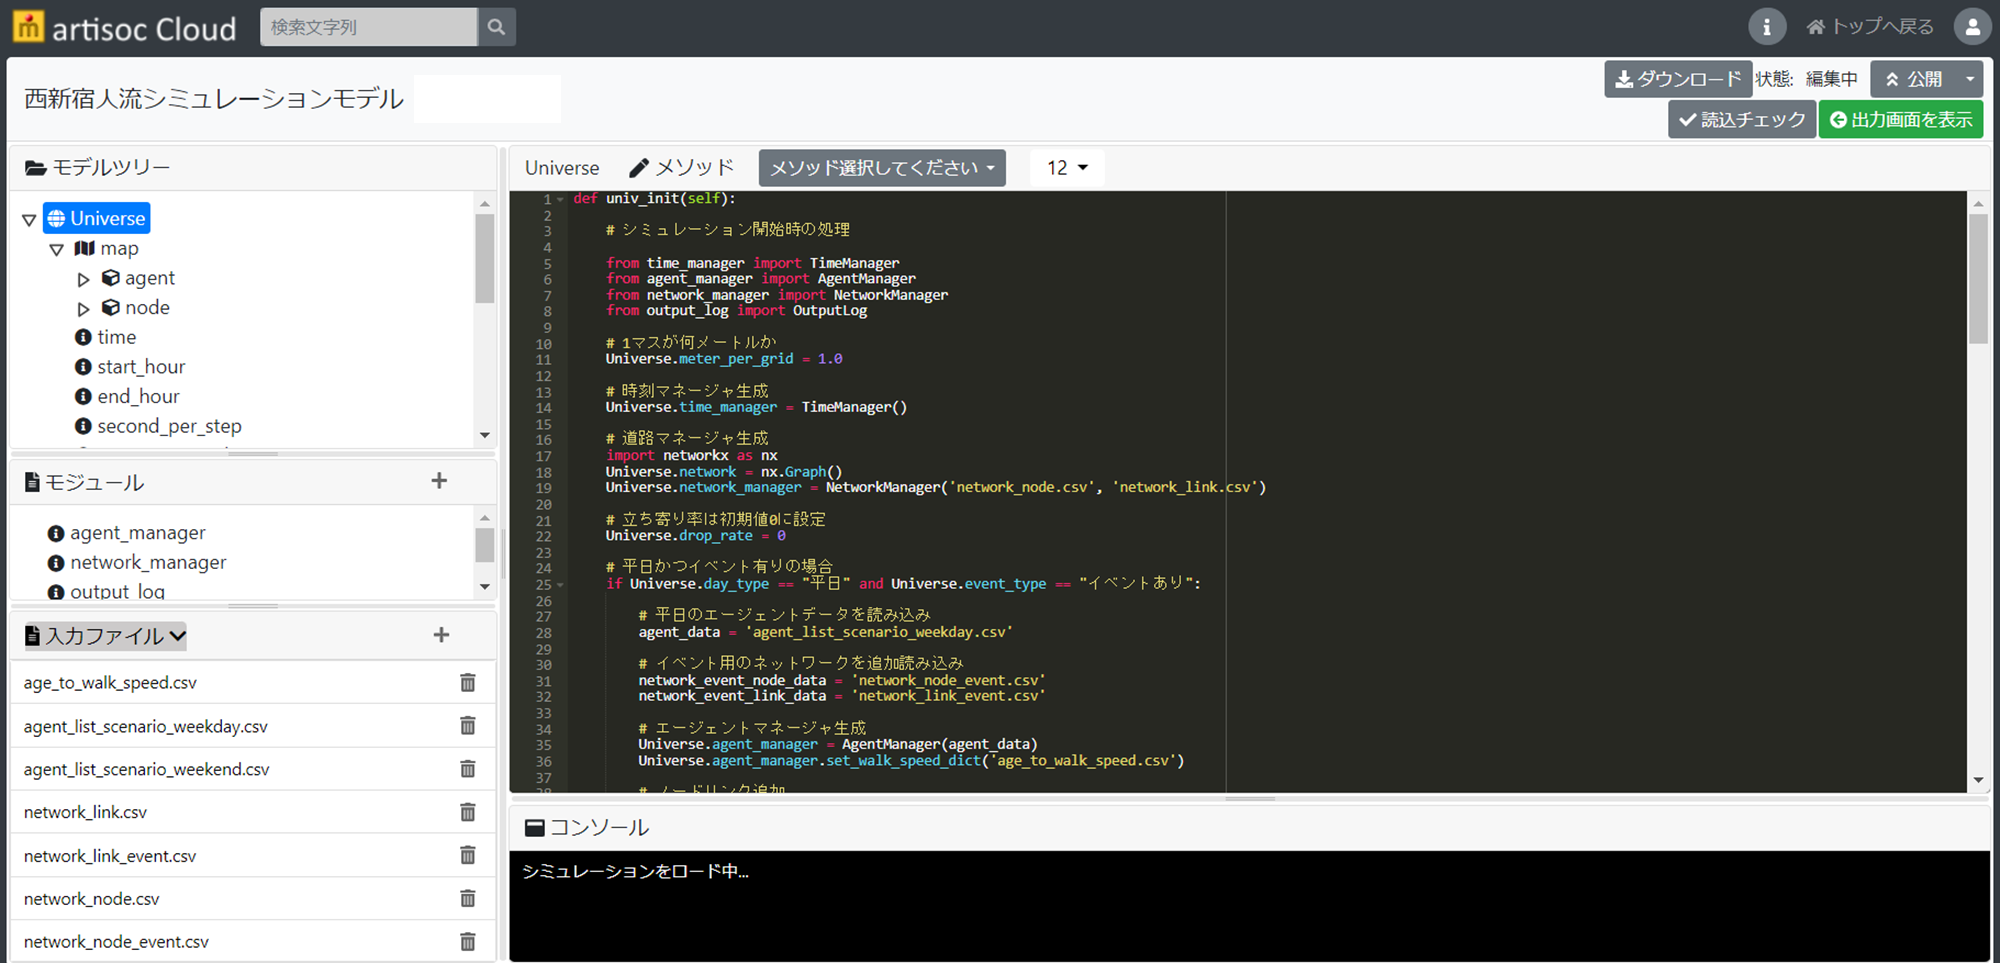 artisoc Cloud
検索文字列
トップへ戻る
西新宿人流シミュレーションモデル
ダウンロード 状態: 編集中 公開
読込チェック 出力画面を表示
モデルツリー
Universe
map
agent
node
time
start_hour
end_hour
second_per_step
モジュール
agent_manager
network_manager
output_log
入力ファイル
age_to_walk_speed.csv
agent_list_scenario_weekday.csv
agent_list_scenario_weekend.csv
network_link.csv
network_link_event.csv
network_node.csv
network_node_event.csv
Universe メソッド メソッド選択してください 12
1 def univ_init(self):
2
3 # シミュレーション開始時の処理
4
5 from time_manager import TimeManager
6 from agent_manager import AgentManager
7 from network_manager import NetworkManager
8 from output_log import OutputLog
9
10 # 1マスが何メートルか
11 Universe.meter_per_grid = 1.0
12
13 # 時刻マネージャ生成
14 Universe.time_manager = TimeManager()
15
16 # 道路マネージャ生成
17 import networkx as nx
18 Universe.network = nx.Graph()
19 Universe.network_manager = NetworkManager('network_node.csv', 'network_link.csv')
20
21 # 立ち寄り率は初期値0に設定
22 Universe.drop_rate = 0
23
24 # 平日かつイベント有りの場合
25 if Universe.day_type == "平日" and Universe.event_type == "イベントあり":
26
27 # 平日のエージェントデータを読み込み
28 agent_data = 'agent_list_scenario_weekday.csv'
29
30 # イベント用のネットワークを追加読み込み
31 network_event_node_data = 'network_node_event.csv'
32 network_event_link_data = 'network_link_event.csv'
33
34 # エージェントマネージャ生成
35 Universe.agent_manager = AgentManager(agent_data)
36 Universe.agent_manager.set_walk_speed_dict('age_to_walk_speed.csv')
37
38 # ノードリンク追加
コンソール
シミュレーションをロード中...